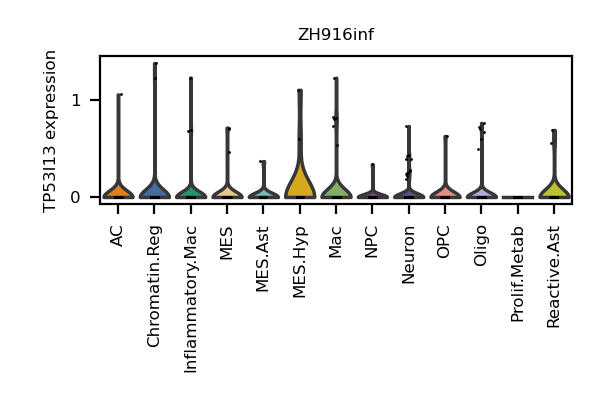 ZH916inf
TP53I13 expression
1
0
AC
Chromatin.Reg
Inflammatory.Mac
MES
MES.Ast
MES.Hyp
Mac
NPC
Neuron
OPC
Oligo
Prolif.Metab
Reactive.Ast